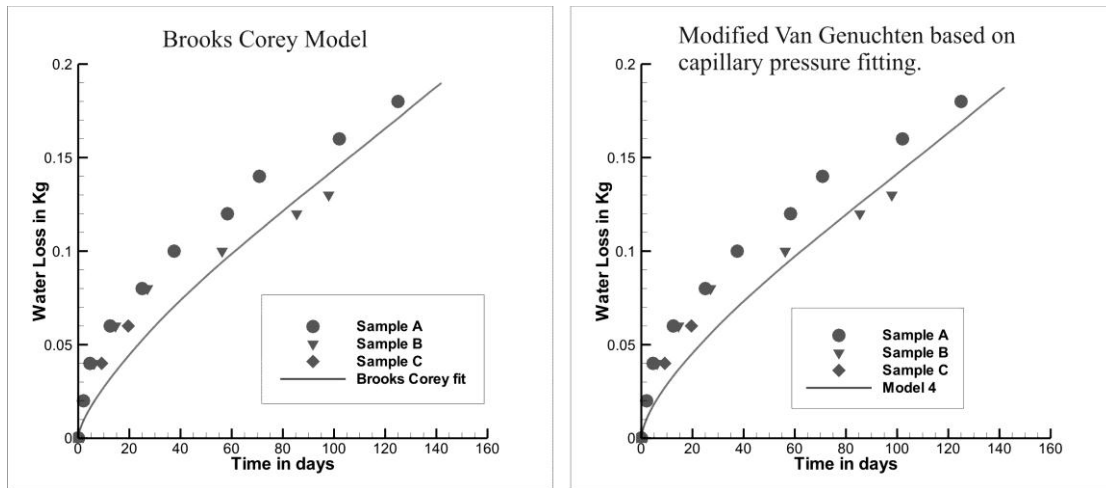 Brooks Corey Model
0.2
0.15
0.1
0.05
0
Water Loss in Kg
Sample A
Sample B
Sample C
Brooks Corey fit
0 20 40 60 80 100 120 140 160
Time in days
Modified Van Genuchten based on
capillary pressure fitting.
0.2
0.15
0.1
0.05
0
Water Loss in Kg
Sample A
Sample B
Sample C
Model 4
0 20 40 60 80 100 120 140 160
Time in days